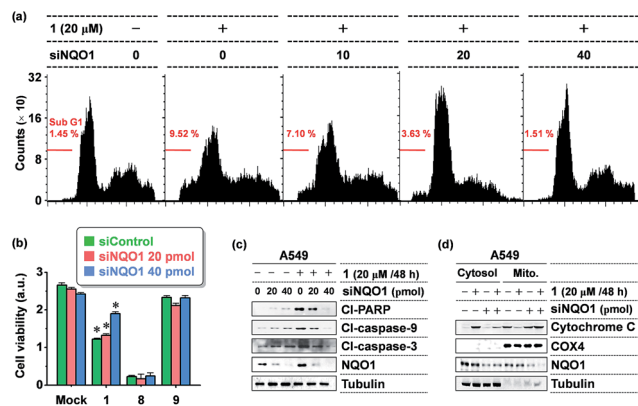 (a)
1 (20 µM) − + + + +
siNQO1 0 0 10 20 40
Counts (× 10)
32
24
16
8
0
Sub G1
1.45 %
9.52 %
7.10 %
3.63 %
1.51 %
(b)
siControl
siNQO1 20 pmol
siNQO1 40 pmol
Cell viability (a.u.)
3
2
1
0
* * *
Mock 1 8 9
(c)
A549
− − − + + + 1 (20 µM /48 h)
0 20 40 0 20 40 siNQO1 (pmol)
Cl-PARP
Cl-caspase-9
Cl-caspase-3
NQO1
Tubulin
(d)
A549
Cytosol Mito.
− + − + − + − + 1 (20 µM /48 h)
− − + + − − + + siNQO1 (pmol)
Cytochrome C
COX4
NQO1
Tubulin